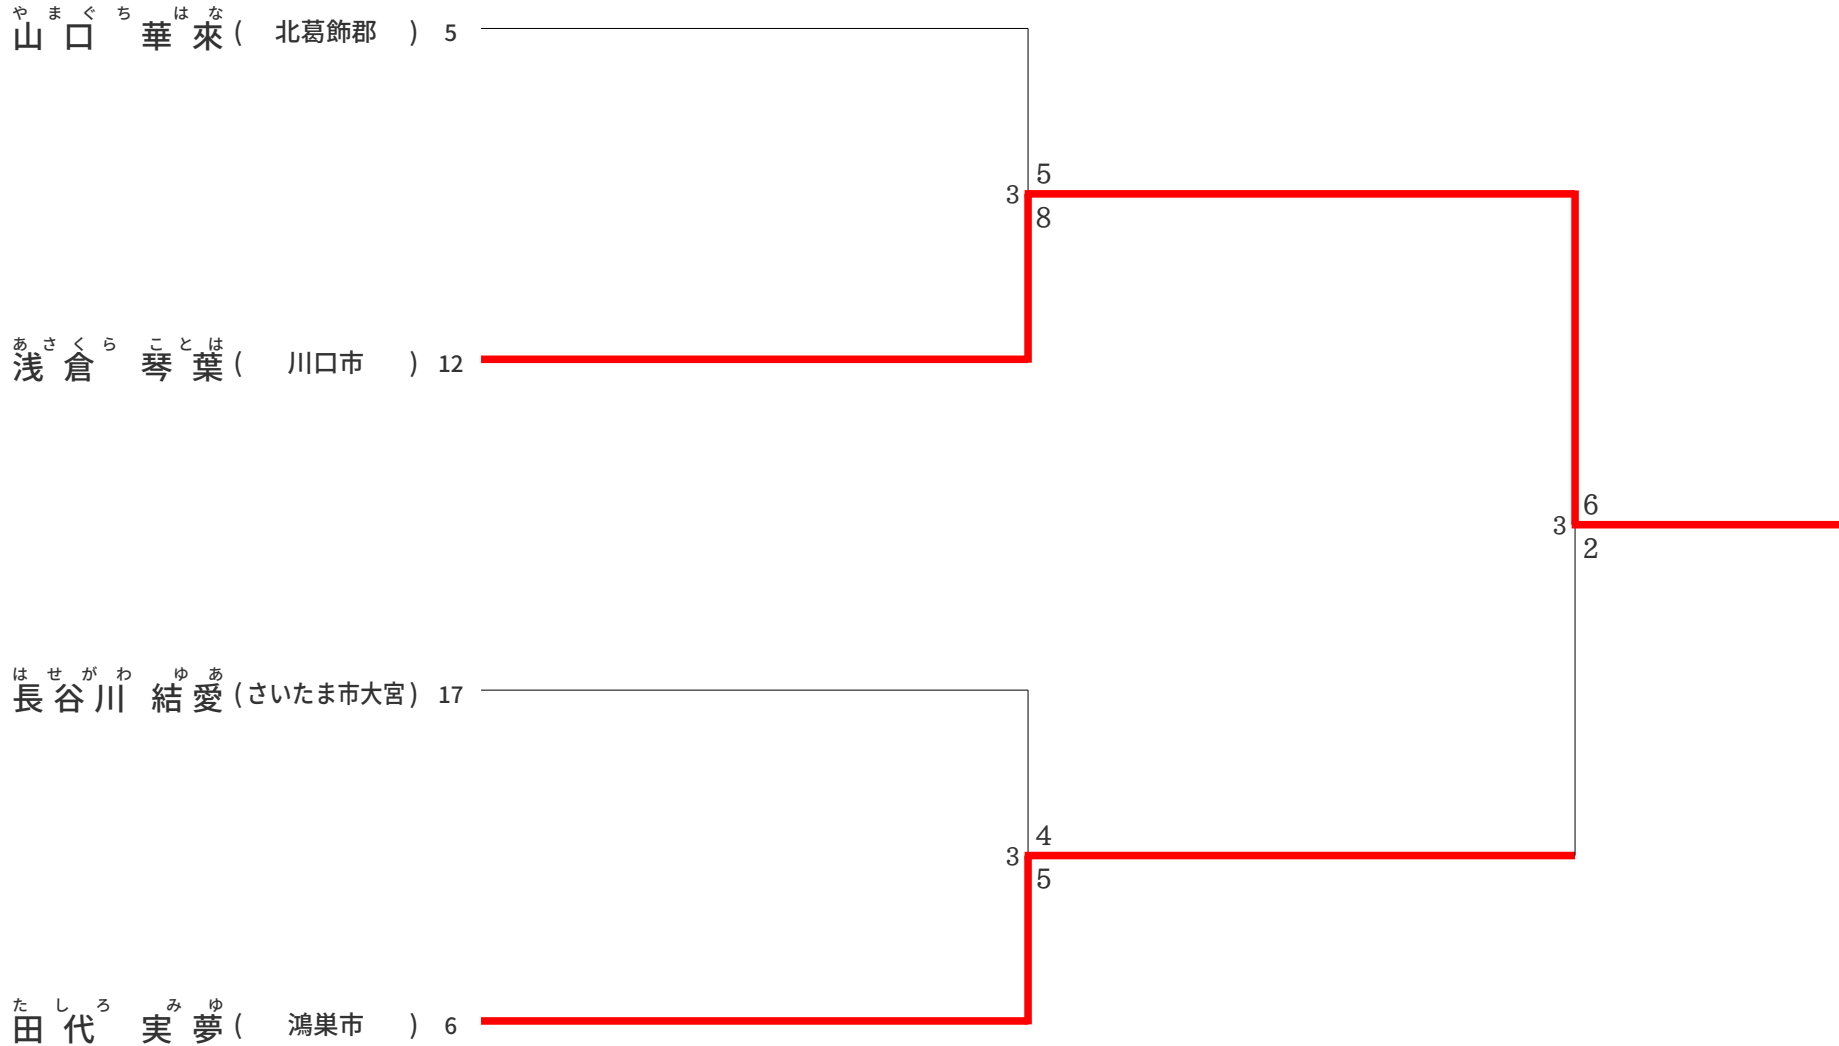 やまぐち はな
山口 華來 ( 北葛飾郡 ) 5
5
3
8
あさくら ことは
浅倉 琴葉 ( 川口市 ) 12
6
3
2
はせがわ ゆあ
長谷川 結愛 (さいたま市大宮) 17
4
3
5
たしろ みゆ
田代 実夢 ( 鴻巣市 ) 6